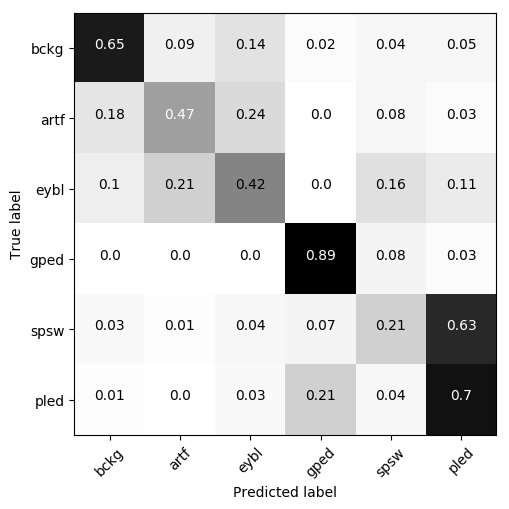 bckg 0.65 0.09 0.14 0.02 0.04 0.05
artf 0.18 0.47 0.24 0.0 0.08 0.03
eybl 0.1 0.21 0.42 0.0 0.16 0.11
gped 0.0 0.0 0.0 0.89 0.08 0.03
spsw 0.03 0.01 0.04 0.07 0.21 0.63
pled 0.01 0.0 0.03 0.21 0.04 0.7
True label
bckg artf eybl gped spsw pled
Predicted label